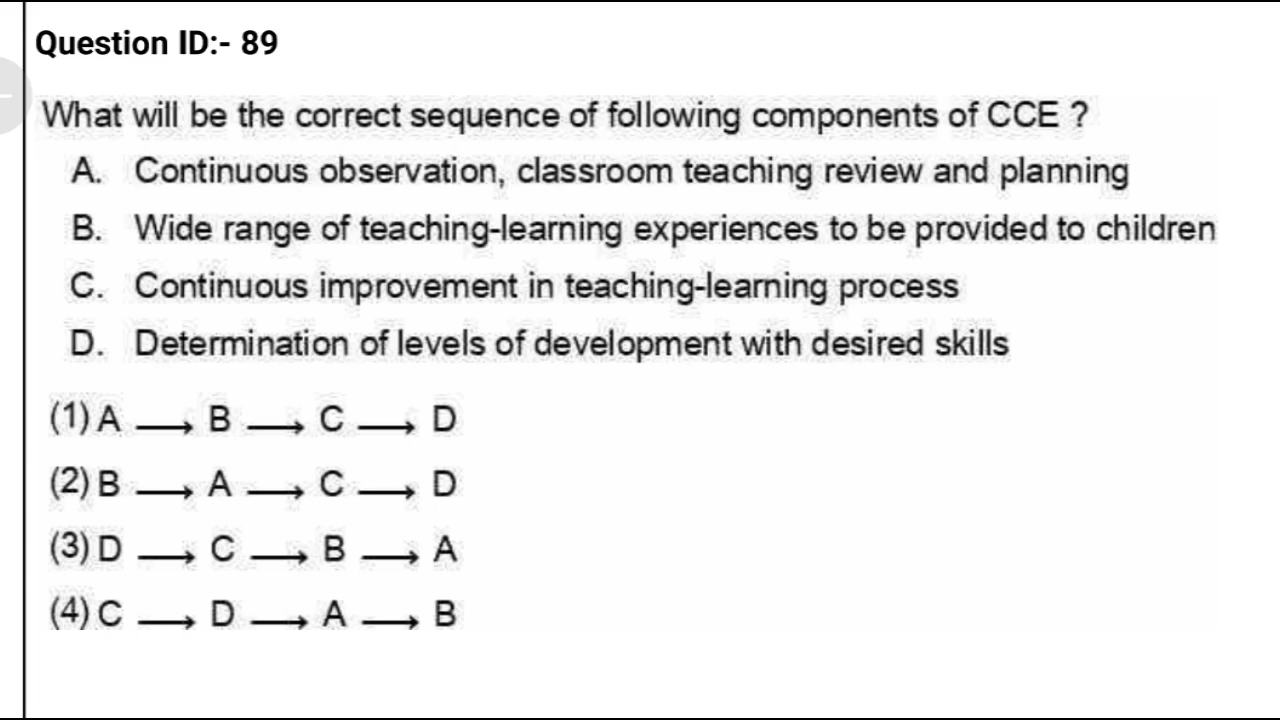 Question ID:- 89
What will be the correct sequence of following components of CCE ?
A. Continuous observation, classroom teaching review and planning
B. Wide range of teaching-learning experiences to be provided to children
C. Continuous improvement in teaching-learning process
D. Determination of levels of development with desired skills
(1) A ⟶ B ⟶ C ⟶ D
(2) B ⟶ A ⟶ C ⟶ D
(3) D ⟶ C ⟶ B ⟶ A
(4) C ⟶ D ⟶ A ⟶ B